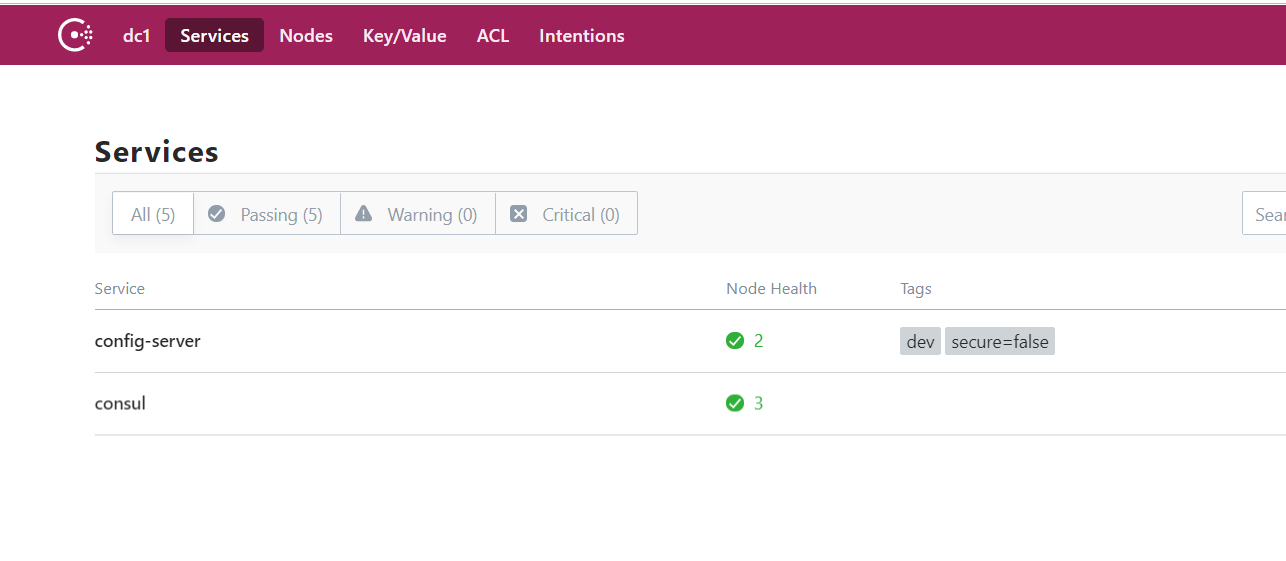 dc1 Services Nodes Key/Value ACL Intentions
Services
All (5) Passing (5) Warning (0) Critical (0)
Service Node Health Tags
config-server 2 dev secure=false
consul 3